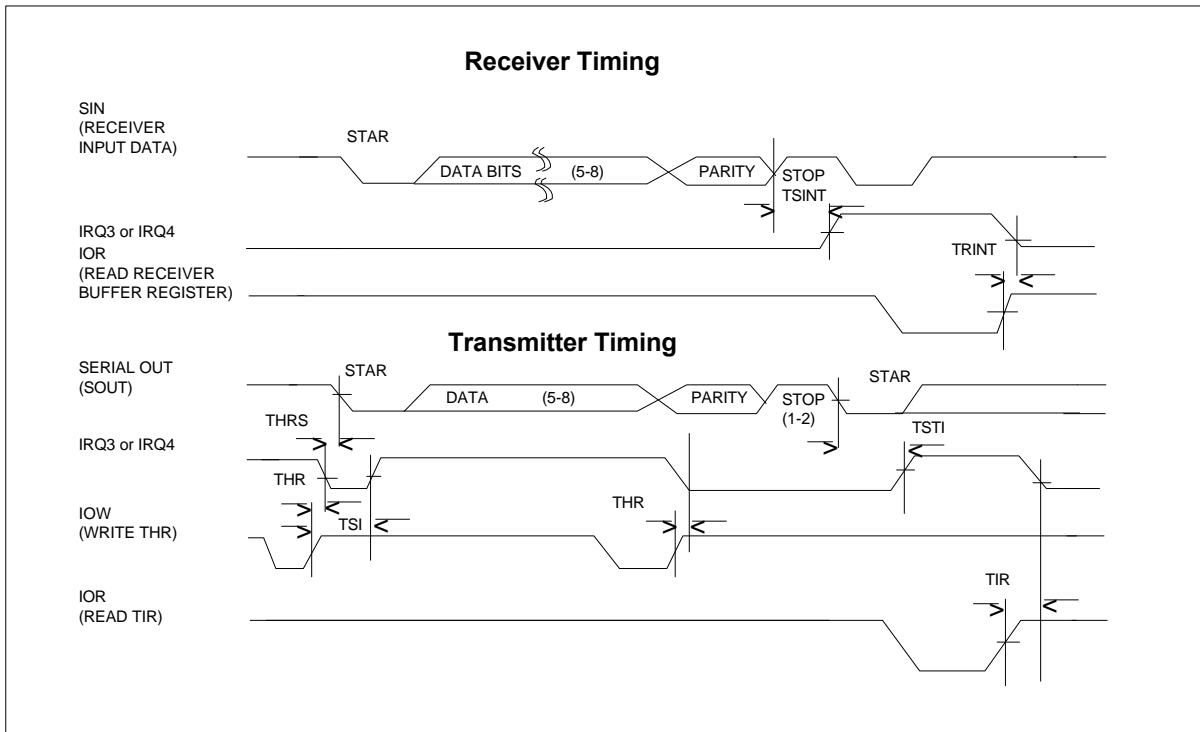 Receiver Timing
SIN
(RECEIVER
INPUT DATA)
STAR
DATA BITS (5-8)
PARITY
STOP
TSINT
IRQ3 or IRQ4
IOR
(READ RECEIVER
BUFFER REGISTER)
TRINT
Transmitter Timing
SERIAL OUT
(SOUT)
STAR
DATA (5-8)
PARITY
STOP
(1-2)
STAR
THRS
TSTI
IRQ3 or IRQ4
THR
THR
IOW
(WRITE THR)
TSI
TIR
IOR
(READ TIR)